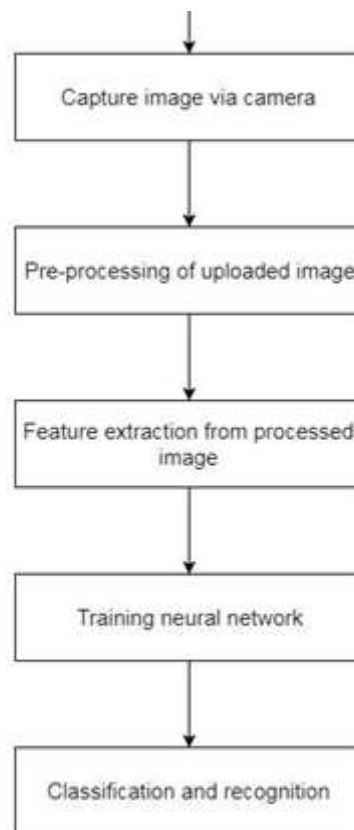 Capture image via camera
Pre-processing of uploaded image
Feature extraction from processed
image
Training neural network
Classification and recognition